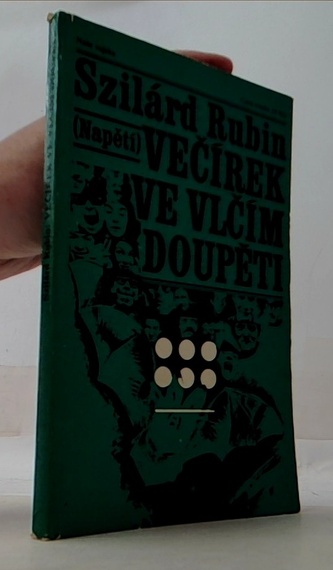 Szilárd Rubin
(Napětí)
VEČÍREK
VE VLČÍM
DOUPĚTI